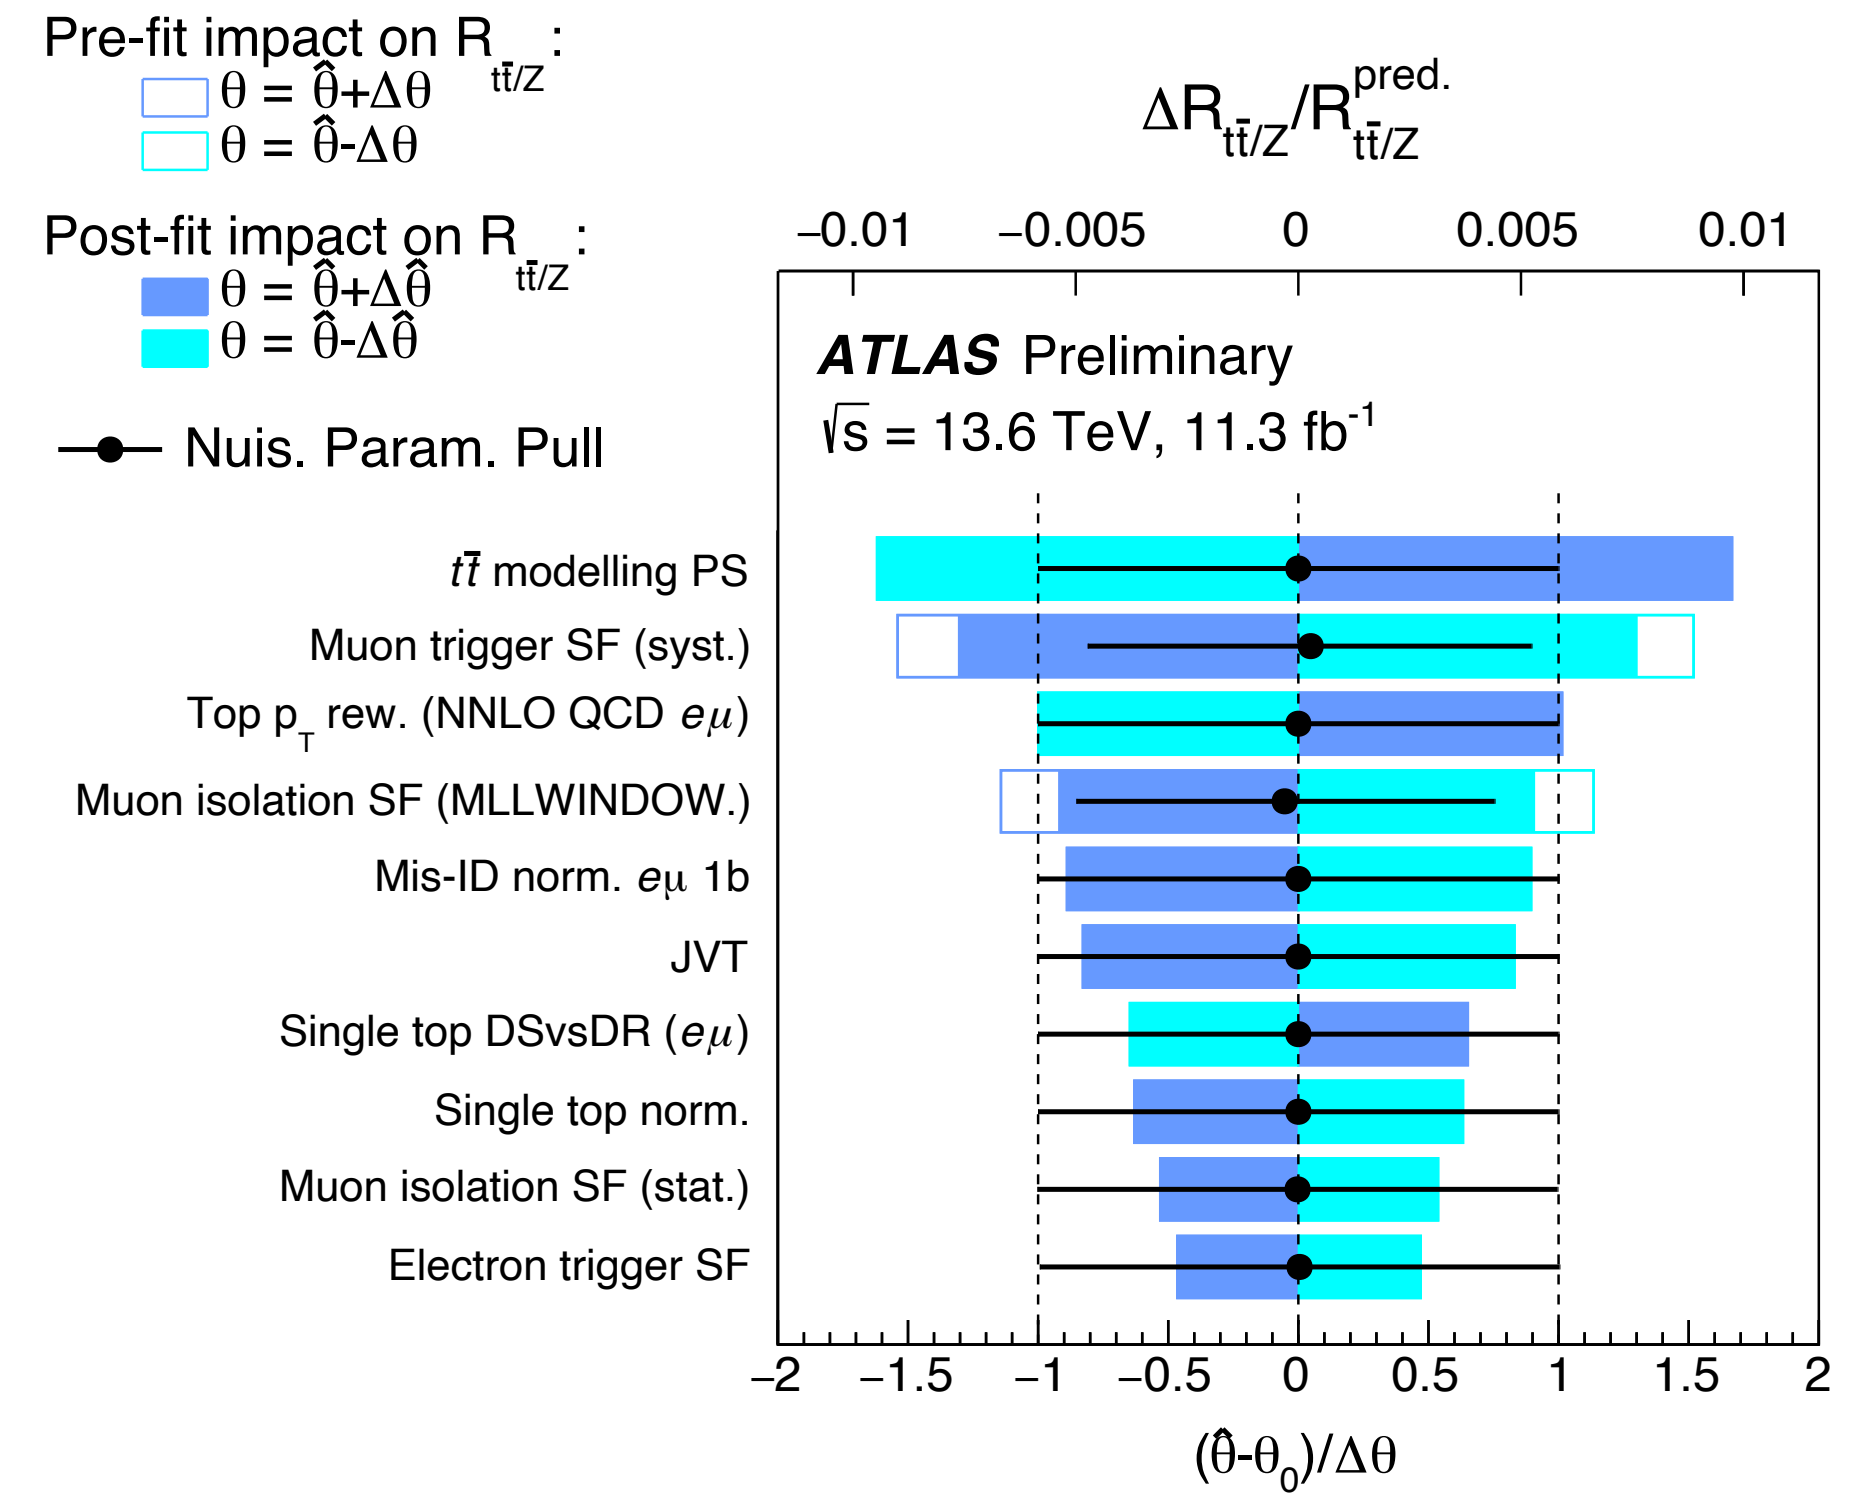 Pre-fit impact on R_tt̄/Z:
θ = θ̂+Δθ
θ = θ̂-Δθ
Post-fit impact on R_tt̄/Z:
θ = θ̂+Δθ̂
θ = θ̂-Δθ̂
Nuis. Param. Pull
ΔR_tt̄/Z/R_tt̄/Z^pred.
−0.01 −0.005 0 0.005 0.01
ATLAS Preliminary
√s = 13.6 TeV, 11.3 fb⁻¹
tt̄ modelling PS
Muon trigger SF (syst.)
Top p_T rew. (NNLO QCD eμ)
Muon isolation SF (MLLWINDOW.)
Mis-ID norm. eμ 1b
JVT
Single top DSvsDR (eμ)
Single top norm.
Muon isolation SF (stat.)
Electron trigger SF
−2 −1.5 −1 −0.5 0 0.5 1 1.5 2
(θ̂-θ₀)/Δθ